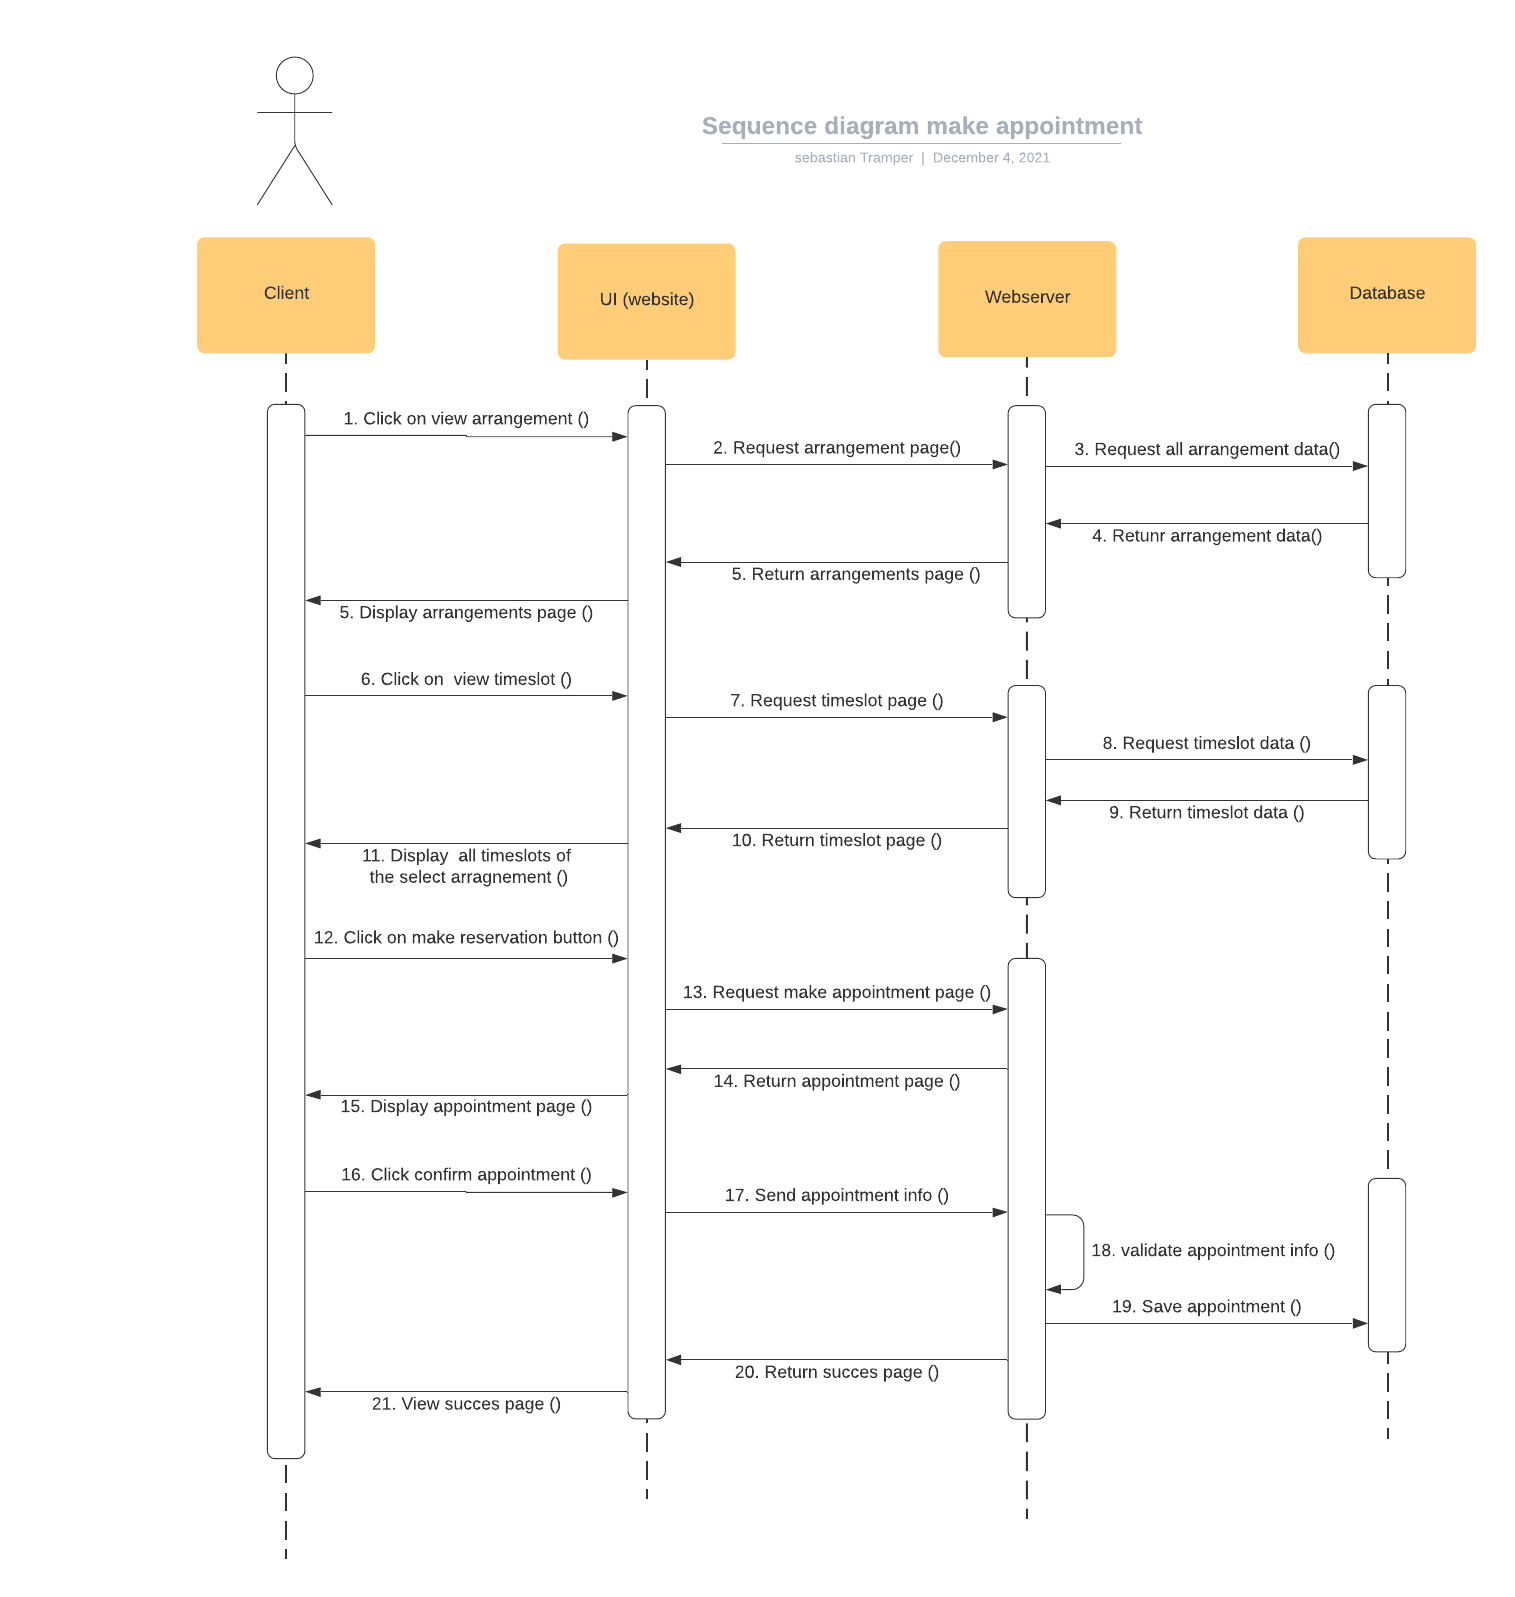 Sequence diagram make appointment
sebastian Tramper | December 4, 2021
Client
UI (website)
Webserver
Database
1. Click on view arrangement ()
2. Request arrangement page()
3. Request all arrangement data()
4. Retunr arrangement data()
5. Return arrangements page ()
5. Display arrangements page ()
6. Click on  view timeslot ()
7. Request timeslot page ()
8. Request timeslot data ()
9. Return timeslot data ()
10. Return timeslot page ()
11. Display  all timeslots of
the select arragnement ()
12. Click on make reservation button ()
13. Request make appointment page ()
14. Return appointment page ()
15. Display appointment page ()
16. Click confirm appointment ()
17. Send appointment info ()
18. validate appointment info ()
19. Save appointment ()
20. Return succes page ()
21. View succes page ()